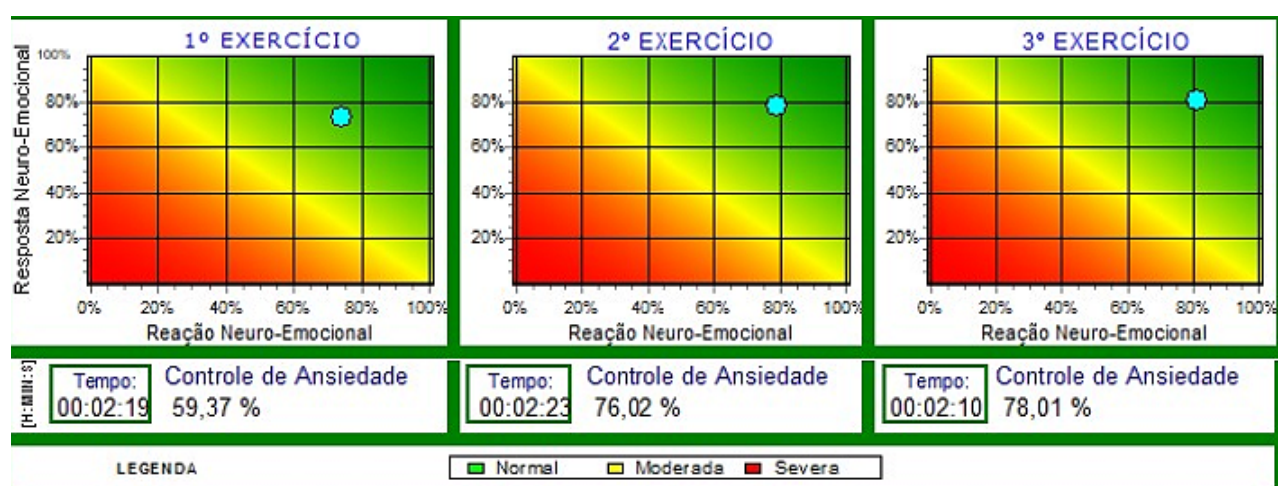 1º EXERCÍCIO
2º EXERCÍCIO
3º EXERCÍCIO
Resposta Neuro-Emocional
100%
80%
60%
40%
20%
0% 20% 40% 60% 80% 100%
Reação Neuro-Emocional
80%
60%
40%
20%
0% 20% 40% 60% 80% 100%
Reação Neuro-Emocional
80%
60%
40%
20%
0% 20% 40% 60% 80% 100%
Reação Neuro-Emocional
[H:MIN:S]
Tempo:
00:02:19
Controle de Ansiedade
59,37 %
Tempo:
00:02:23
Controle de Ansiedade
76,02 %
Tempo:
00:02:10
Controle de Ansiedade
78,01 %
LEGENDA
Normal Moderada Severa